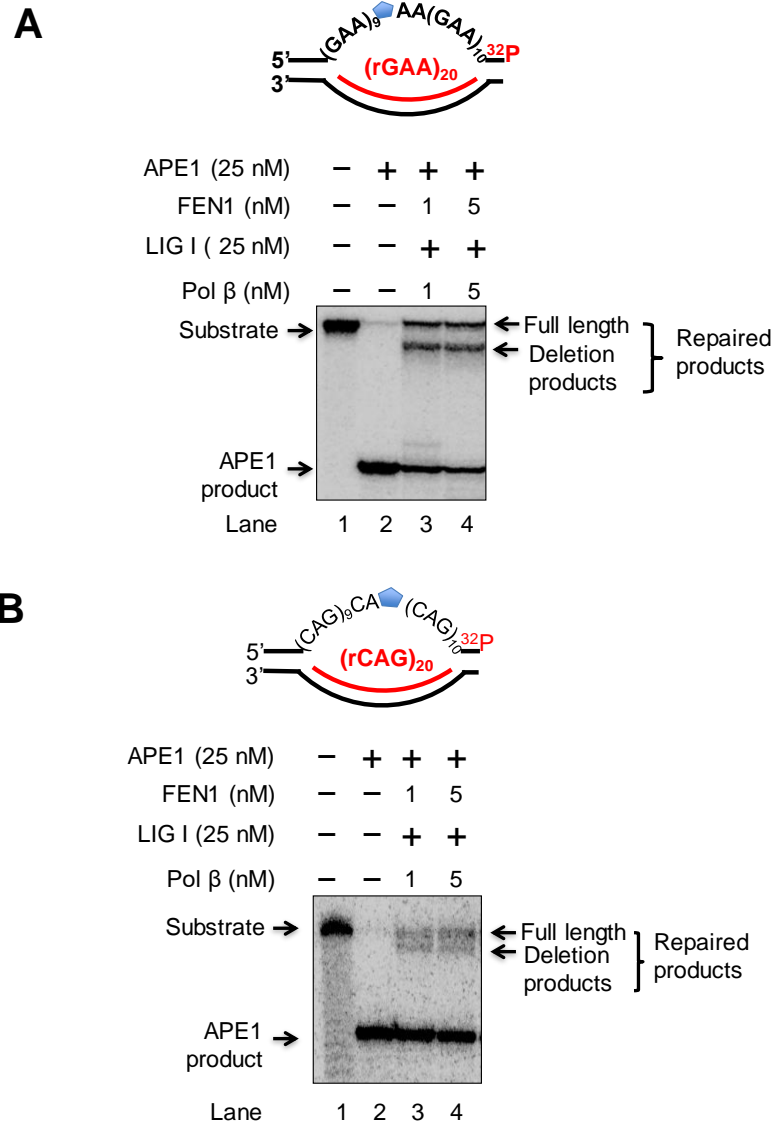 A
(GAA)9 AA(GAA)10 32P
5’
3’
(rGAA)20
APE1 (25 nM) – + + +
FEN1 (nM) – – 1 5
LIG I ( 25 nM) – – + +
Pol β (nM) – – 1 5
Substrate
Full length
Deletion
products
Repaired
products
APE1
product
Lane 1 2 3 4
B
(CAG)9CA (CAG)10 32P
5’
3’
(rCAG)20
APE1 (25 nM) – + + +
FEN1 (nM) – – 1 5
LIG I (25 nM) – – + +
Pol β (nM) – – 1 5
Substrate
Full length
Deletion
products
Repaired
products
APE1
product
Lane 1 2 3 4